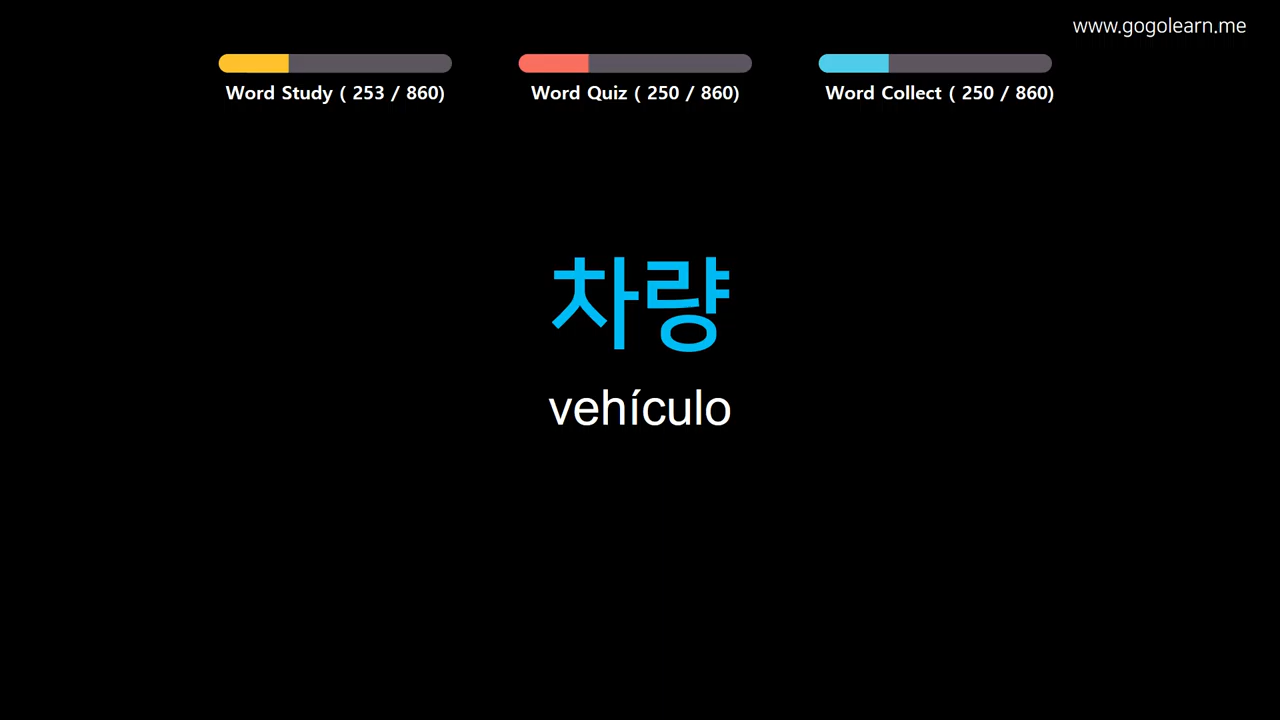 www.gogolearn.me
Word Study ( 253 / 860)
Word Quiz ( 250 / 860)
Word Collect ( 250 / 860)
차량
vehículo